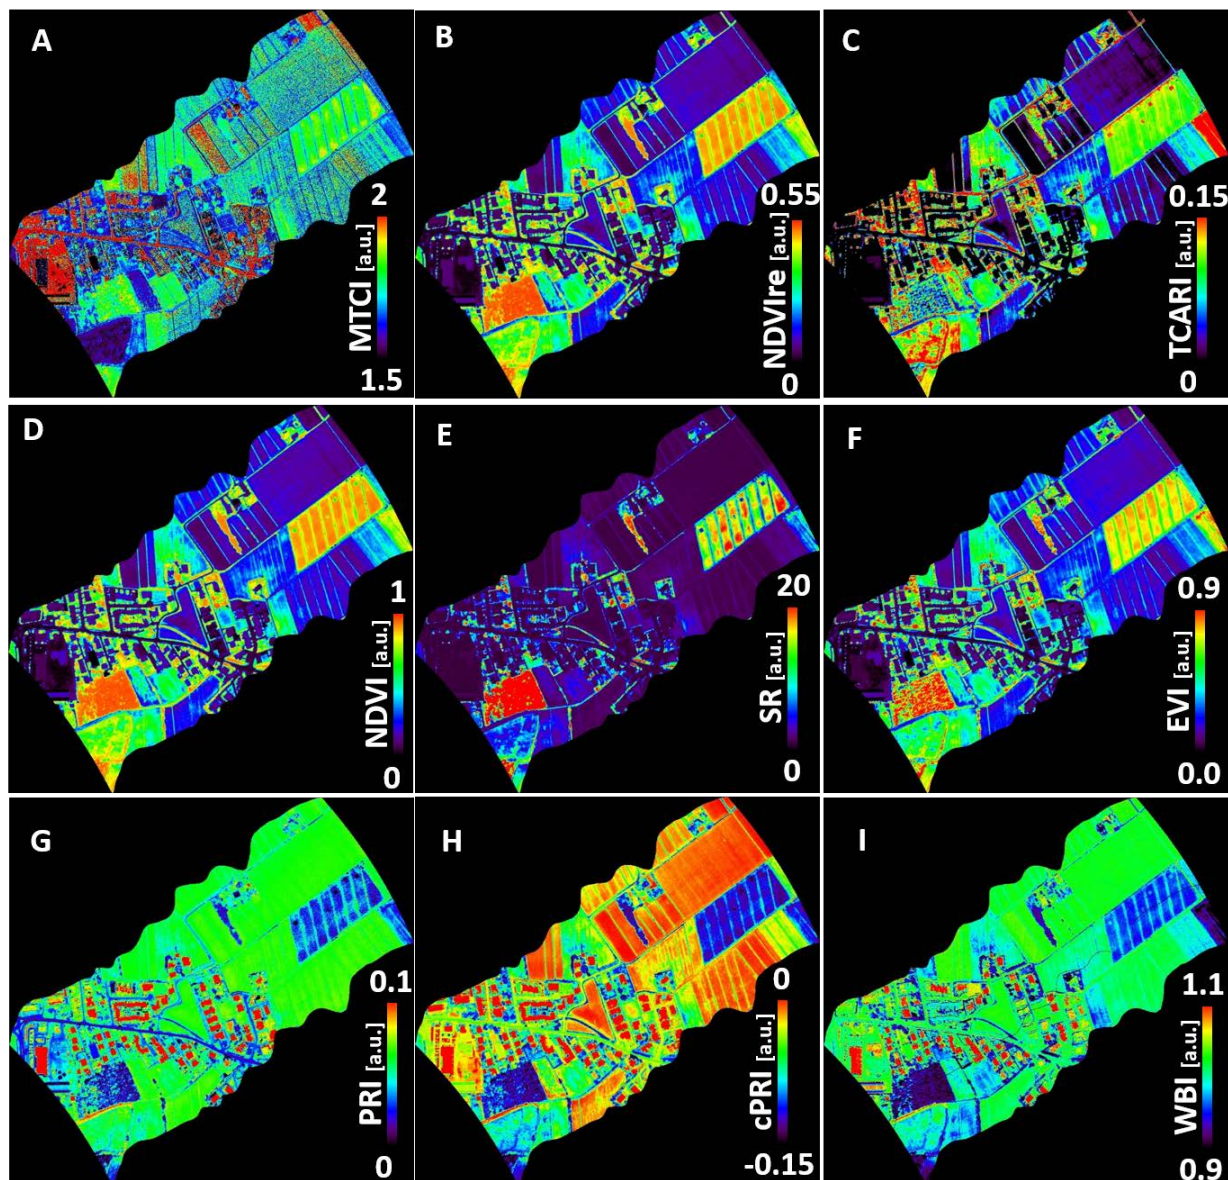 A
2
MTCI [a.u.]
1.5
B
0.55
NDVIre [a.u.]
0
C
0.15
TCARI [a.u.]
0
D
1
NDVI [a.u.]
0
E
20
SR [a.u.]
0
F
0.9
EVI [a.u.]
0.0
G
0.1
PRI [a.u.]
0
H
0
cPRI [a.u.]
-0.15
I
1.1
WBI [a.u.]
0.9